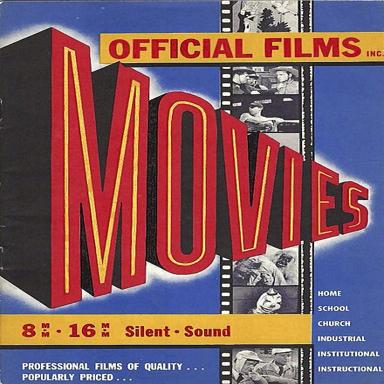 OFFICIAL FILMS INC.
MOVIES
8 MM · 16 MM Silent · Sound
HOME
SCHOOL
CHURCH
INDUSTRIAL
INSTITUTIONAL
INSTRUCTIONAL
PROFESSIONAL FILMS OF QUALITY . . .
POPULARLY PRICED . . .